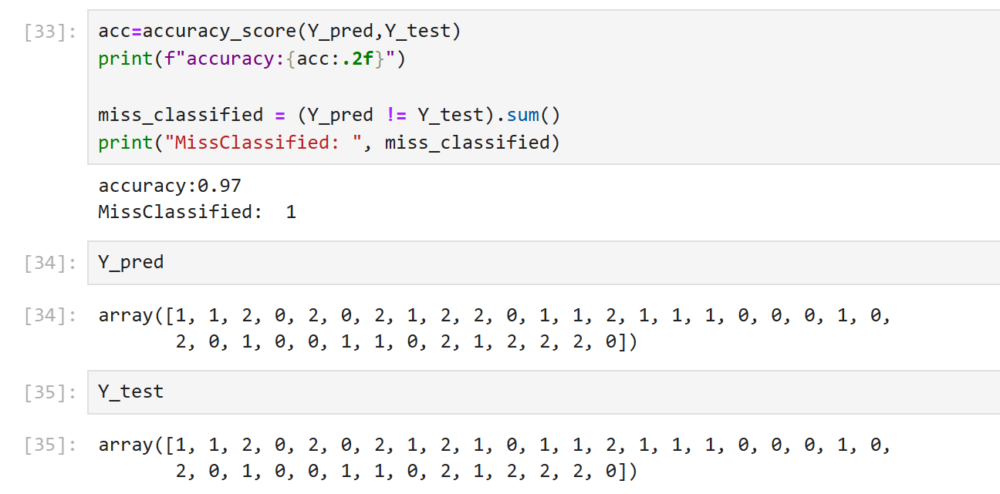 [33]: acc=accuracy_score(Y_pred,Y_test)
print(f"accuracy:{acc:.2f}")
miss_classified = (Y_pred != Y_test).sum()
print("MissClassified: ", miss_classified)
accuracy:0.97
MissClassified:  1
[34]: Y_pred
[34]: array([1, 1, 2, 0, 2, 0, 2, 1, 2, 2, 0, 1, 1, 2, 1, 1, 1, 0, 0, 0, 1, 0,
2, 0, 1, 0, 0, 1, 1, 0, 2, 1, 2, 2, 2, 0])
[35]: Y_test
[35]: array([1, 1, 2, 0, 2, 0, 2, 1, 2, 1, 0, 1, 1, 2, 1, 1, 1, 0, 0, 0, 1, 0,
2, 0, 1, 0, 0, 1, 1, 0, 2, 1, 2, 2, 2, 0])